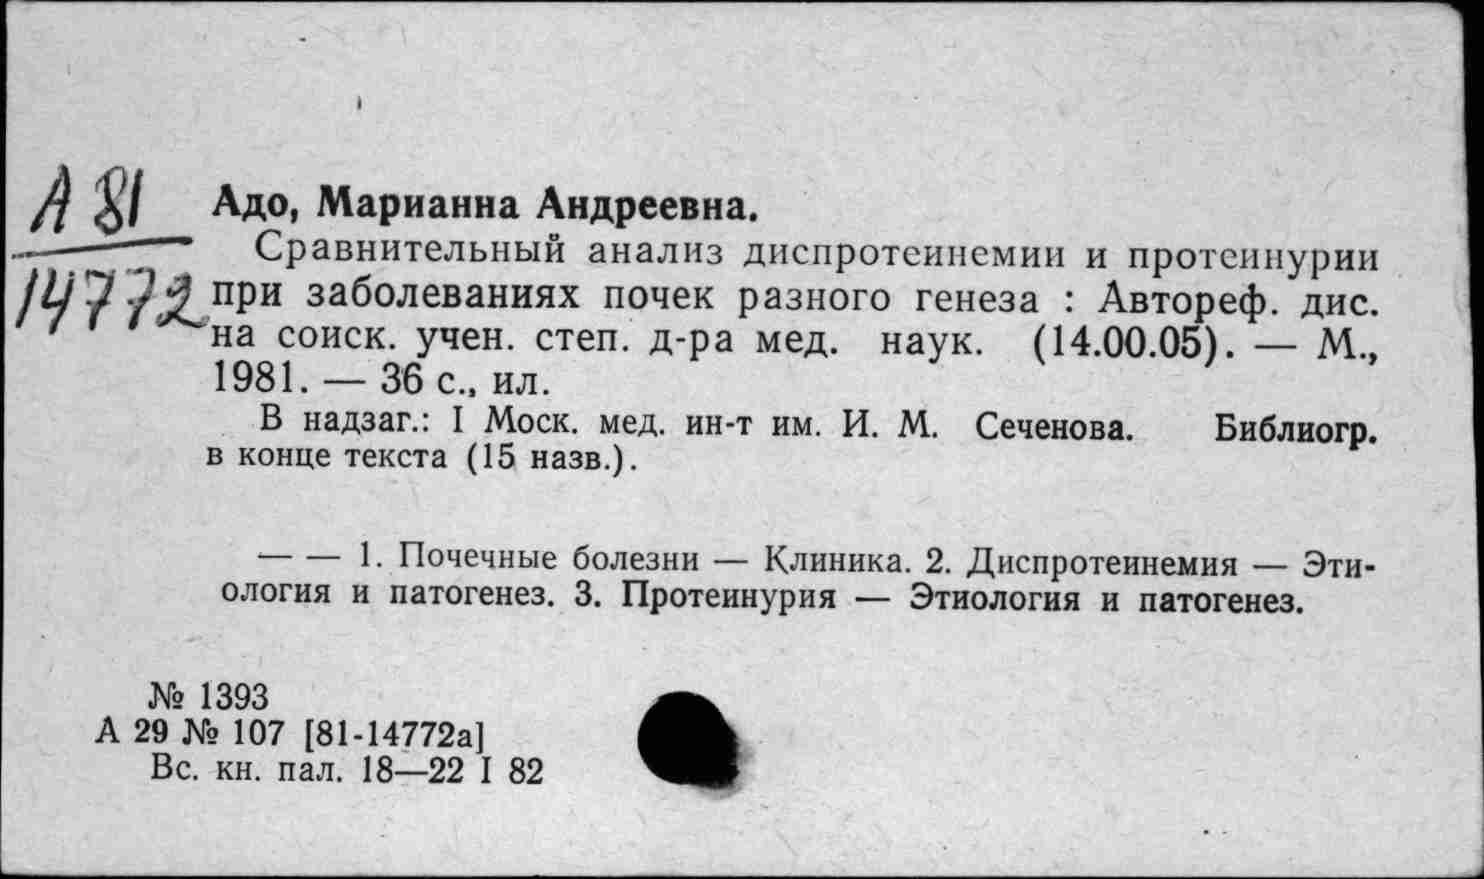 А 81
14772
Адо, Марианна Андреевна.
Сравнительный анализ диспротеинемии и протеинурии
при заболеваниях почек разного генеза : Автореф. дис.
на соиск. учен. степ. д-ра мед. наук. (14.00.05). — М.,
1981. — 36 с., ил.
В надзаг.: I Моск. мед. ин-т им. И. М. Сеченова. Библиогр.
в конце текста (15 назв.).
— — 1. Почечные болезни — Клиника. 2. Диспротеинемия — Эти-
ология и патогенез. 3. Протеинурия — Этиология и патогенез.
№ 1393
А 29 № 107 [81-14772а]
Вс. кн. пал. 18—22 I 82